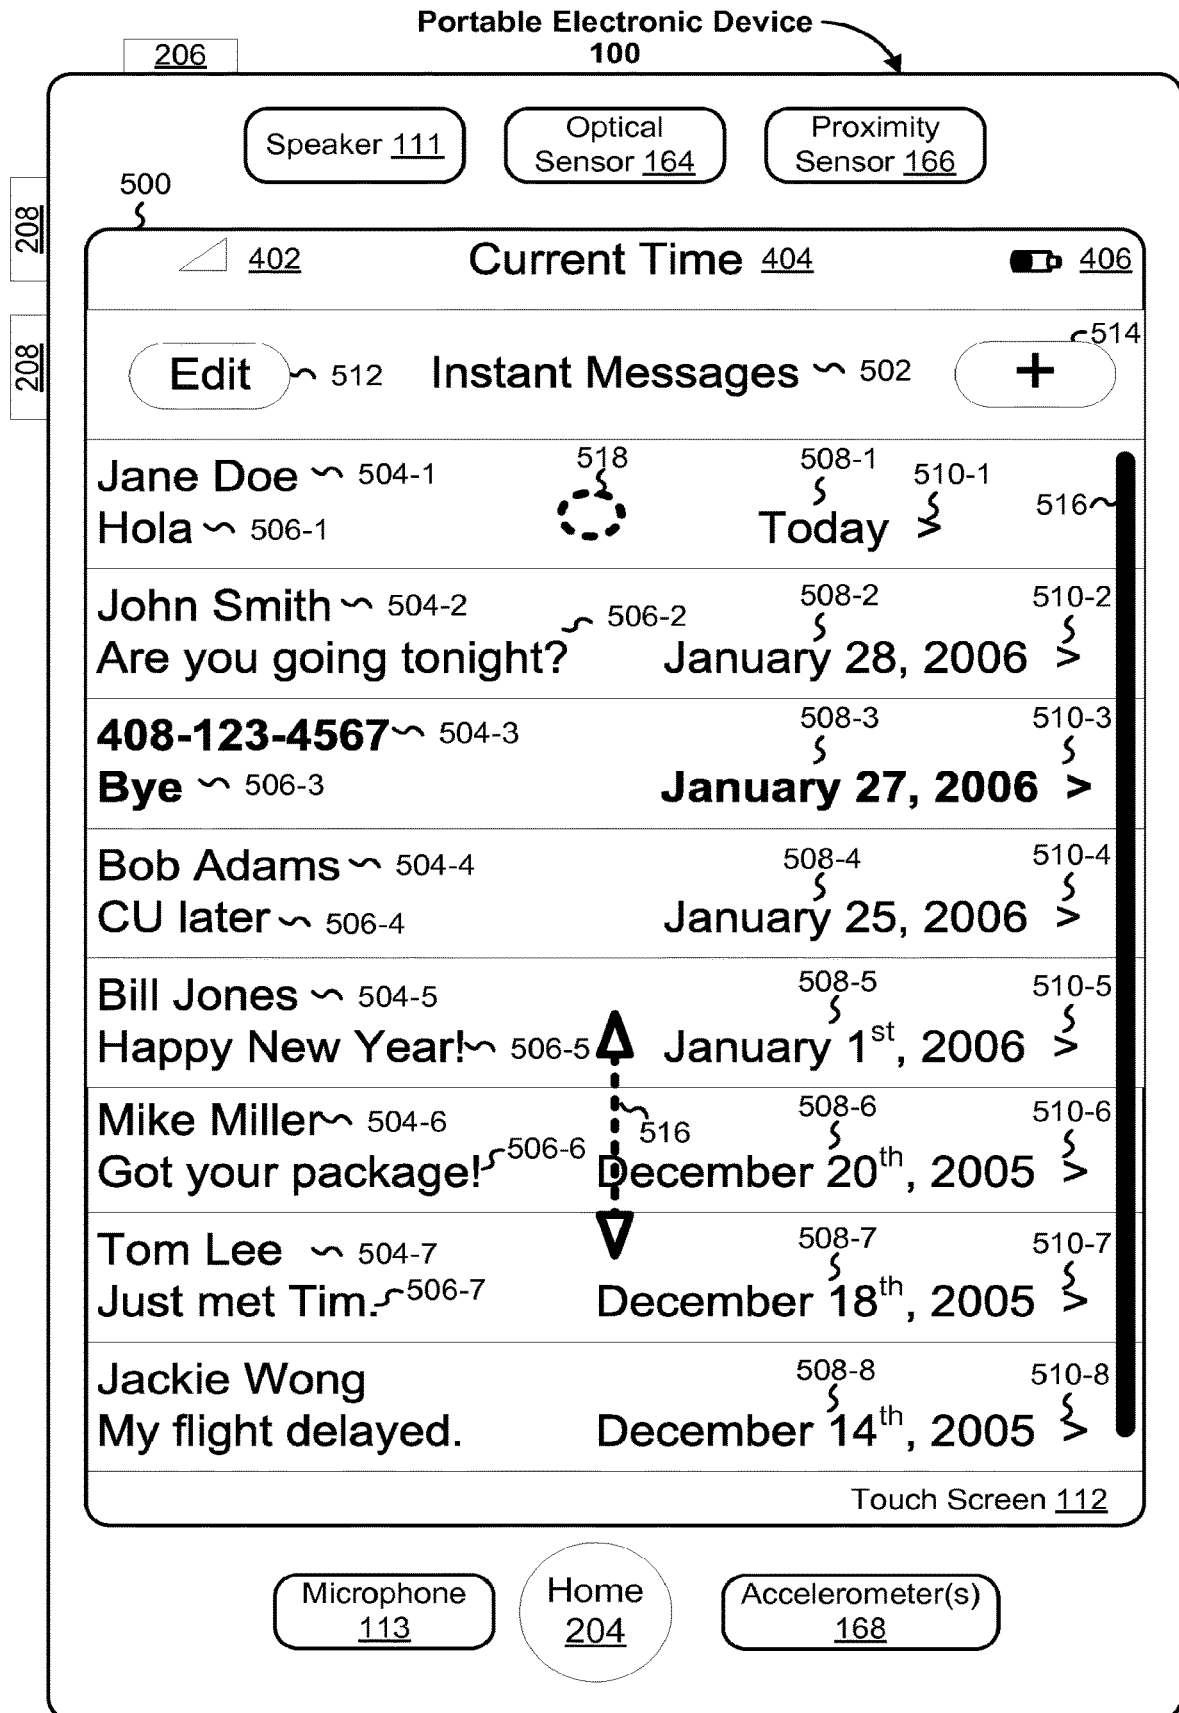 Portable Electronic Device
100
206
Speaker 111
Optical
Sensor 164
Proximity
Sensor 166
208
500
402
Current Time 404
406
208
Edit
512
Instant Messages
502
514
+
Jane Doe
504-1
518
508-1
510-1
516
Hola
506-1
Today >
John Smith
504-2
506-2
508-2
510-2
Are you going tonight?
January 28, 2006 >
408-123-4567
504-3
508-3
510-3
Bye
506-3
January 27, 2006 >
Bob Adams
504-4
508-4
510-4
CU later
506-4
January 25, 2006 >
Bill Jones
504-5
508-5
510-5
Happy New Year!
506-5
January 1st, 2006 >
Mike Miller
504-6
506-6
516
508-6
510-6
Got your package!
December 20th, 2005 >
Tom Lee
504-7
508-7
510-7
Just met Tim.
506-7
December 18th, 2005 >
Jackie Wong
508-8
510-8
My flight delayed.
December 14th, 2005 >
Touch Screen 112
Microphone
113
Home
204
Accelerometer(s)
168